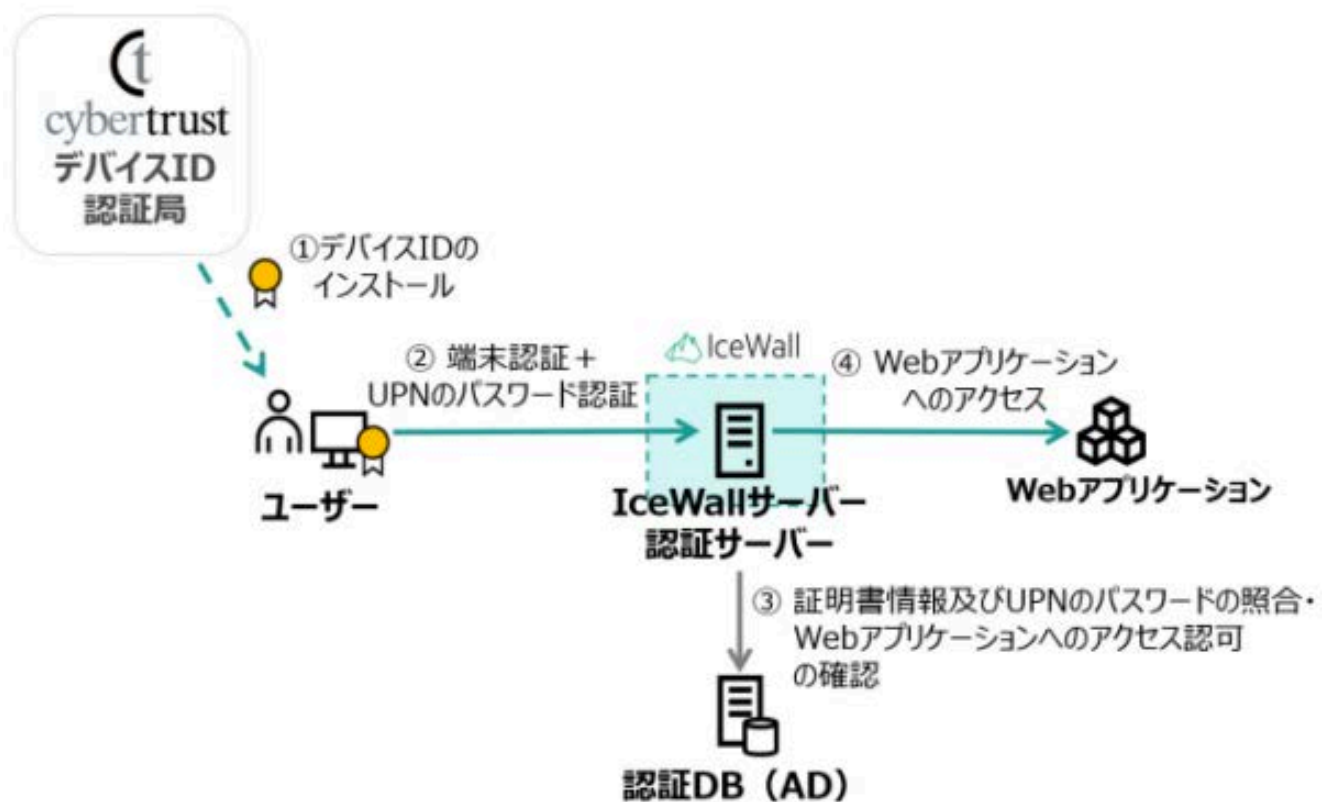 cybertrust
デバイスID
認証局
①デバイスIDの
インストール
② 端末認証＋
UPNのパスワード認証
IceWall
④ Webアプリケーション
へのアクセス
ユーザー
IceWallサーバー
認証サーバー
Webアプリケーション
③ 証明書情報及びUPNのパスワードの照合・
Webアプリケーションへのアクセス認可
の確認
認証DB（AD）